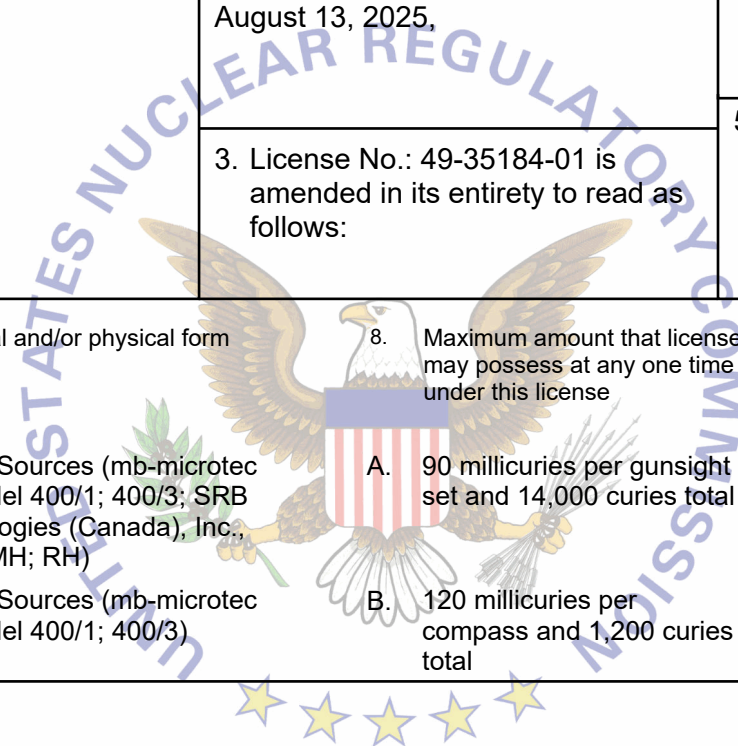 August 13, 2025,
3. License No.: 49-35184-01 is
amended in its entirety to read as
follows:
and/or physical form
8. Maximum amount that
may possess at any one time
under this license
Sources (mb-microtec
400/1; 400/3; SRB
(Canada), Inc.,
MH; RH)
A. 90 millicuries per gunsight
set and 14,000 curies total
Sources (mb-microtec
400/1; 400/3)
B. 120 millicuries per
compass and 1,200 curies
total
UNITED STATES NUCLEAR REGULATORY COMMISSION